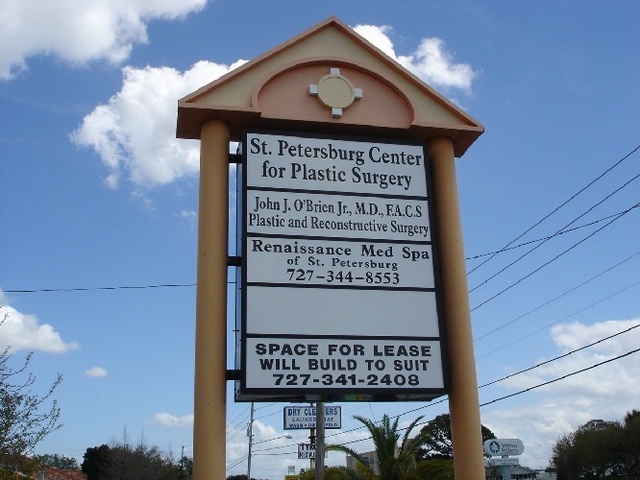 St. Petersburg Center
for Plastic Surgery
John J. O'Brien Jr., M.D., F.A.C.S
Plastic and Reconstructive Surgery
Renaissance Med Spa
of St. Petersburg
727-344-8553
SPACE FOR LEASE
WILL BUILD TO SUIT
727-341-2408
DRY CLEANERS